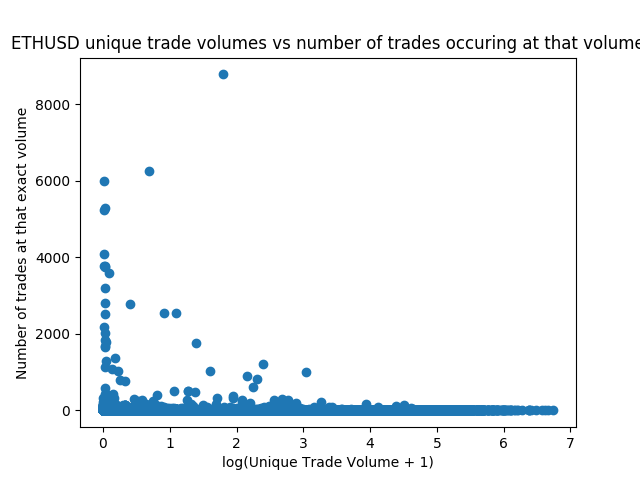 ETHUSD unique trade volumes vs number of trades occuring at that volume
Number of trades at that exact volume
8000
6000
4000
2000
0
0 1 2 3 4 5 6 7
log(Unique Trade Volume + 1)